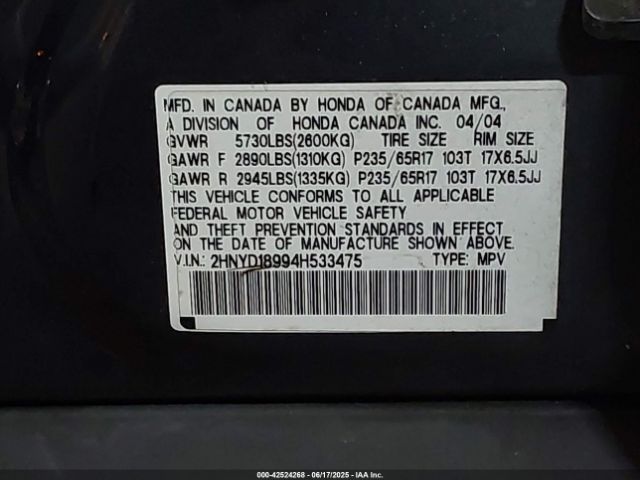 MFD. IN CANADA BY HONDA OF CANADA MFG.,
A DIVISION OF HONDA CANADA INC. 04/04
GVWR 5730LBS(2600KG) TIRE SIZE RIM SIZE
GAWR F 2890LBS(1310KG) P235/65R17 103T 17X6.5JJ
GAWR R 2945LBS(1335KG) P235/65R17 103T 17X6.5JJ
THIS VEHICLE CONFORMS TO ALL APPLICABLE
FEDERAL MOTOR VEHICLE SAFETY
AND THEFT PREVENTION STANDARDS IN EFFECT
ON THE DATE OF MANUFACTURE SHOWN ABOVE.
V.I.N.: 2HNYD18994H533475 TYPE: MPV
000-42524268 - 06/17/2025 - IAA Inc.